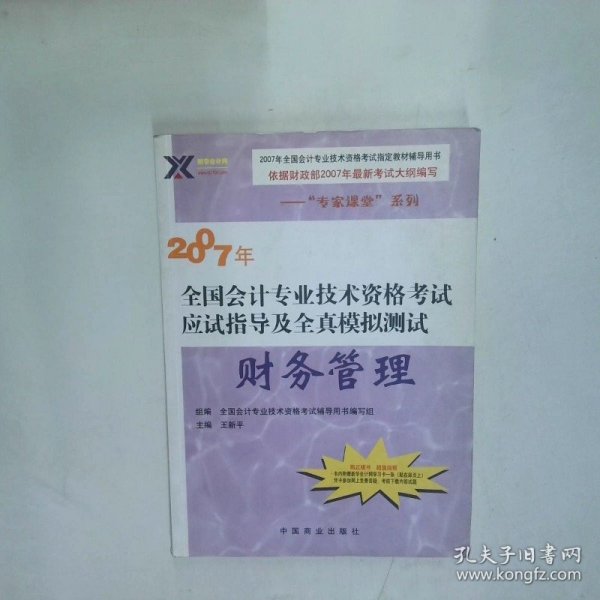 2007年全国会计专业技术资格考试指定教材辅导用书
依据财政部2007年最新考试大纲编写
——“专家课堂”系列
2007年
全国会计专业技术资格考试
应试指导及全真模拟测试
财务管理
组编 全国会计专业技术资格考试辅导用书编写组
主编 王新平
中国商业出版社
孔夫子旧书网
www.kongfz.com